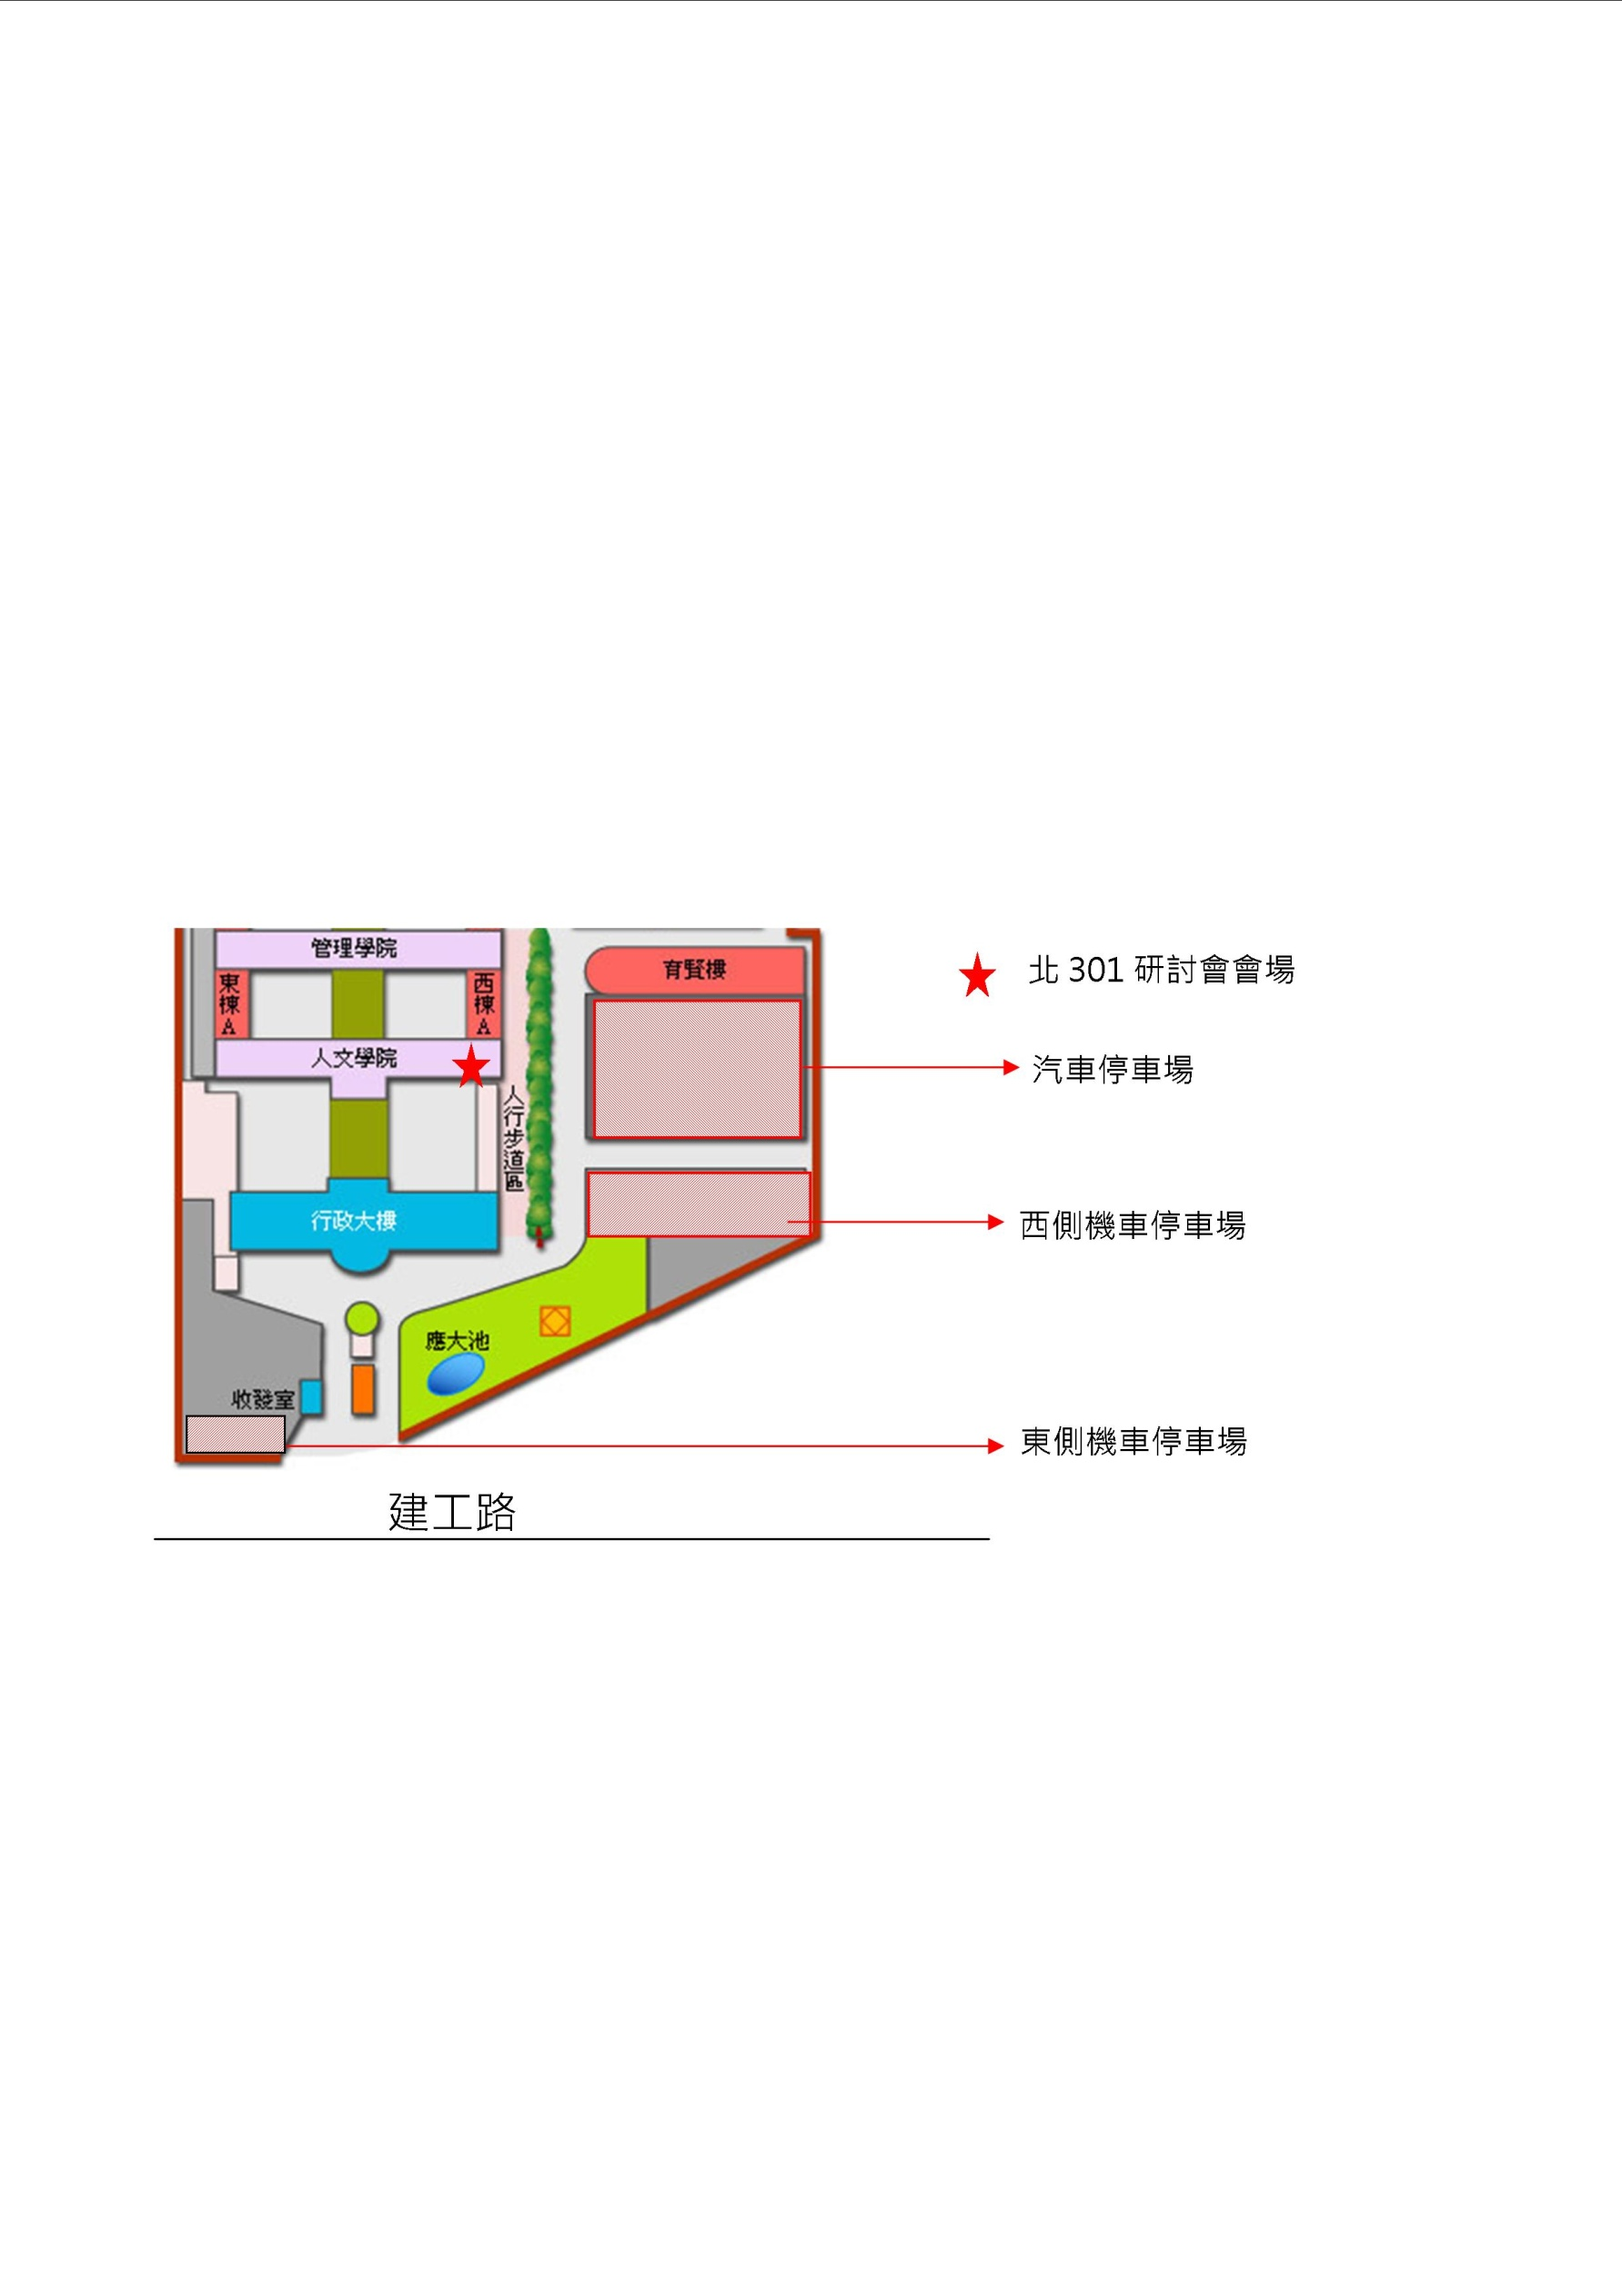 管理學院
東棟A
西棟A
育賢樓
北 301 研討會會場
人文學院
汽車停車場
人行步道區
行政大樓
西側機車停車場
應大池
收發室
東側機車停車場
建工路